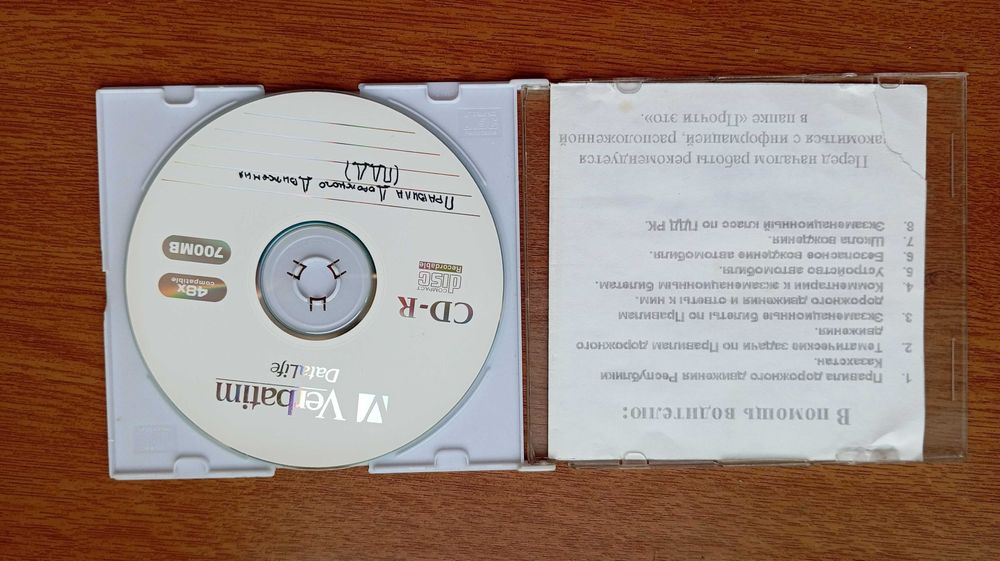 В ПОМОЩЬ ВОДИТЕЛЮ:
1. Правила дорожного движения Республики
Казахстан.
2. Тематические задачи по Правилам дорожного
движения.
3. Экзаменационные билеты по Правилам
дорожного движения и ответы к ним.
4. Комментарии к экзаменационным билетам.
5. Устройство автомобиля.
6. Безопасное вождение автомобиля.
7. Школа вождения.
8. Экзаменационный класс по ПДД РК
Перед началом работы рекомендуется
ознакомиться с информацией, расположенной
в папке «Прочти это».
Verbatim
DataLife
CD-R
COMPACT
disc
Recordable
48x
compatible
700MB
Правила Дорожного Движения
(ПДД)